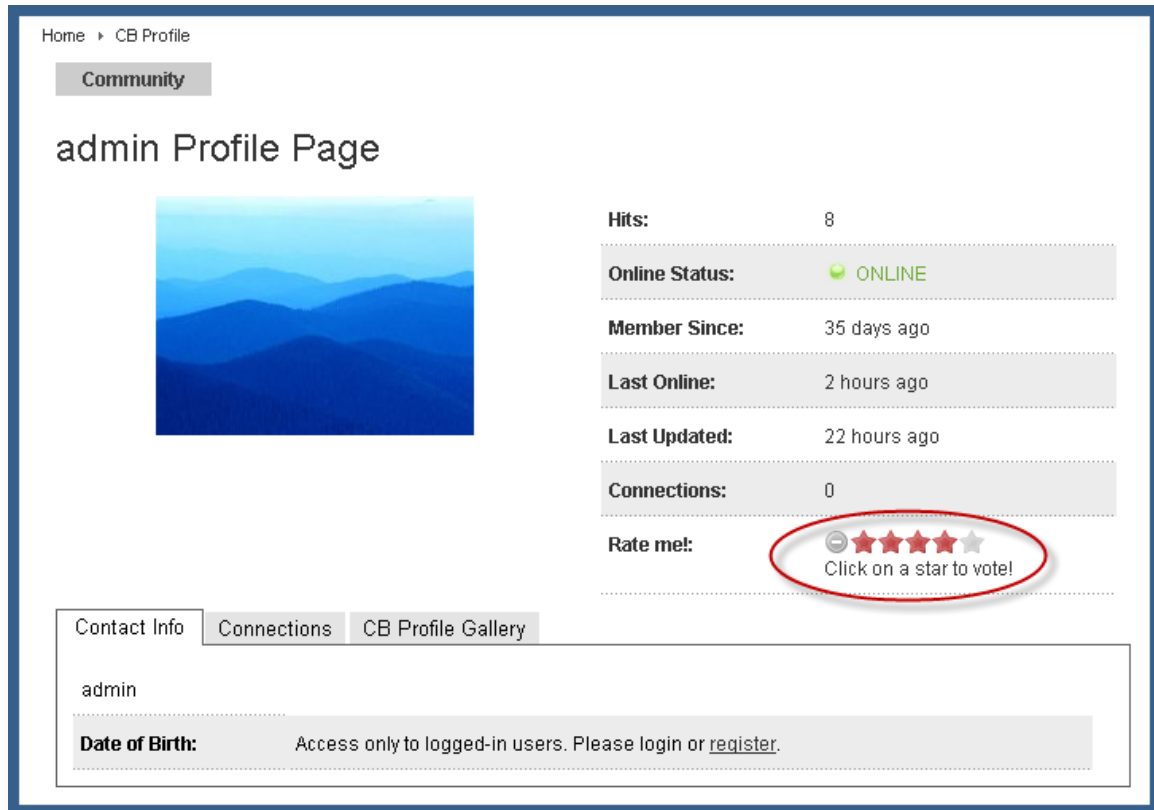 Home ▸ CB Profile
Community
admin Profile Page
Hits: 8
Online Status: ONLINE
Member Since: 35 days ago
Last Online: 2 hours ago
Last Updated: 22 hours ago
Connections: 0
Rate me!:
Click on a star to vote!
Contact Info Connections CB Profile Gallery
admin
Date of Birth: Access only to logged-in users. Please login or register.